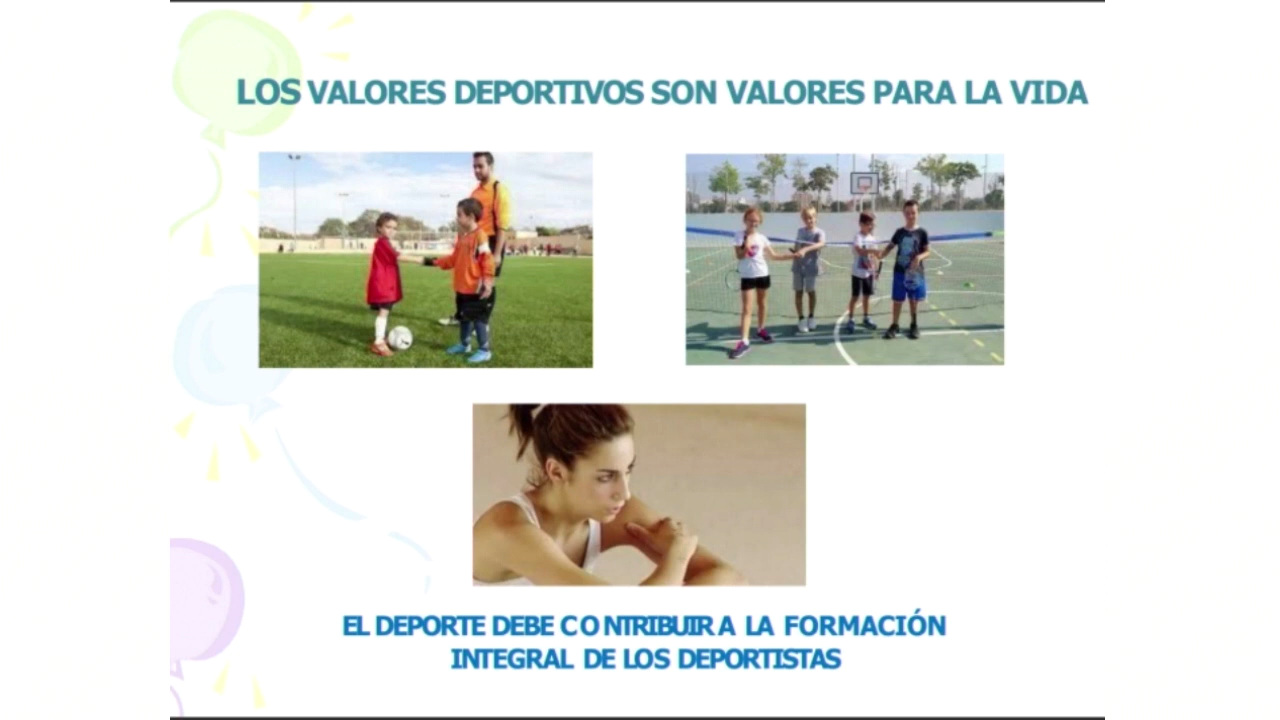 LOS VALORES DEPORTIVOS SON VALORES PARA LA VIDA
EL DEPORTE DEBE CONTRIBUIR A LA FORMACIÓN
INTEGRAL DE LOS DEPORTISTAS